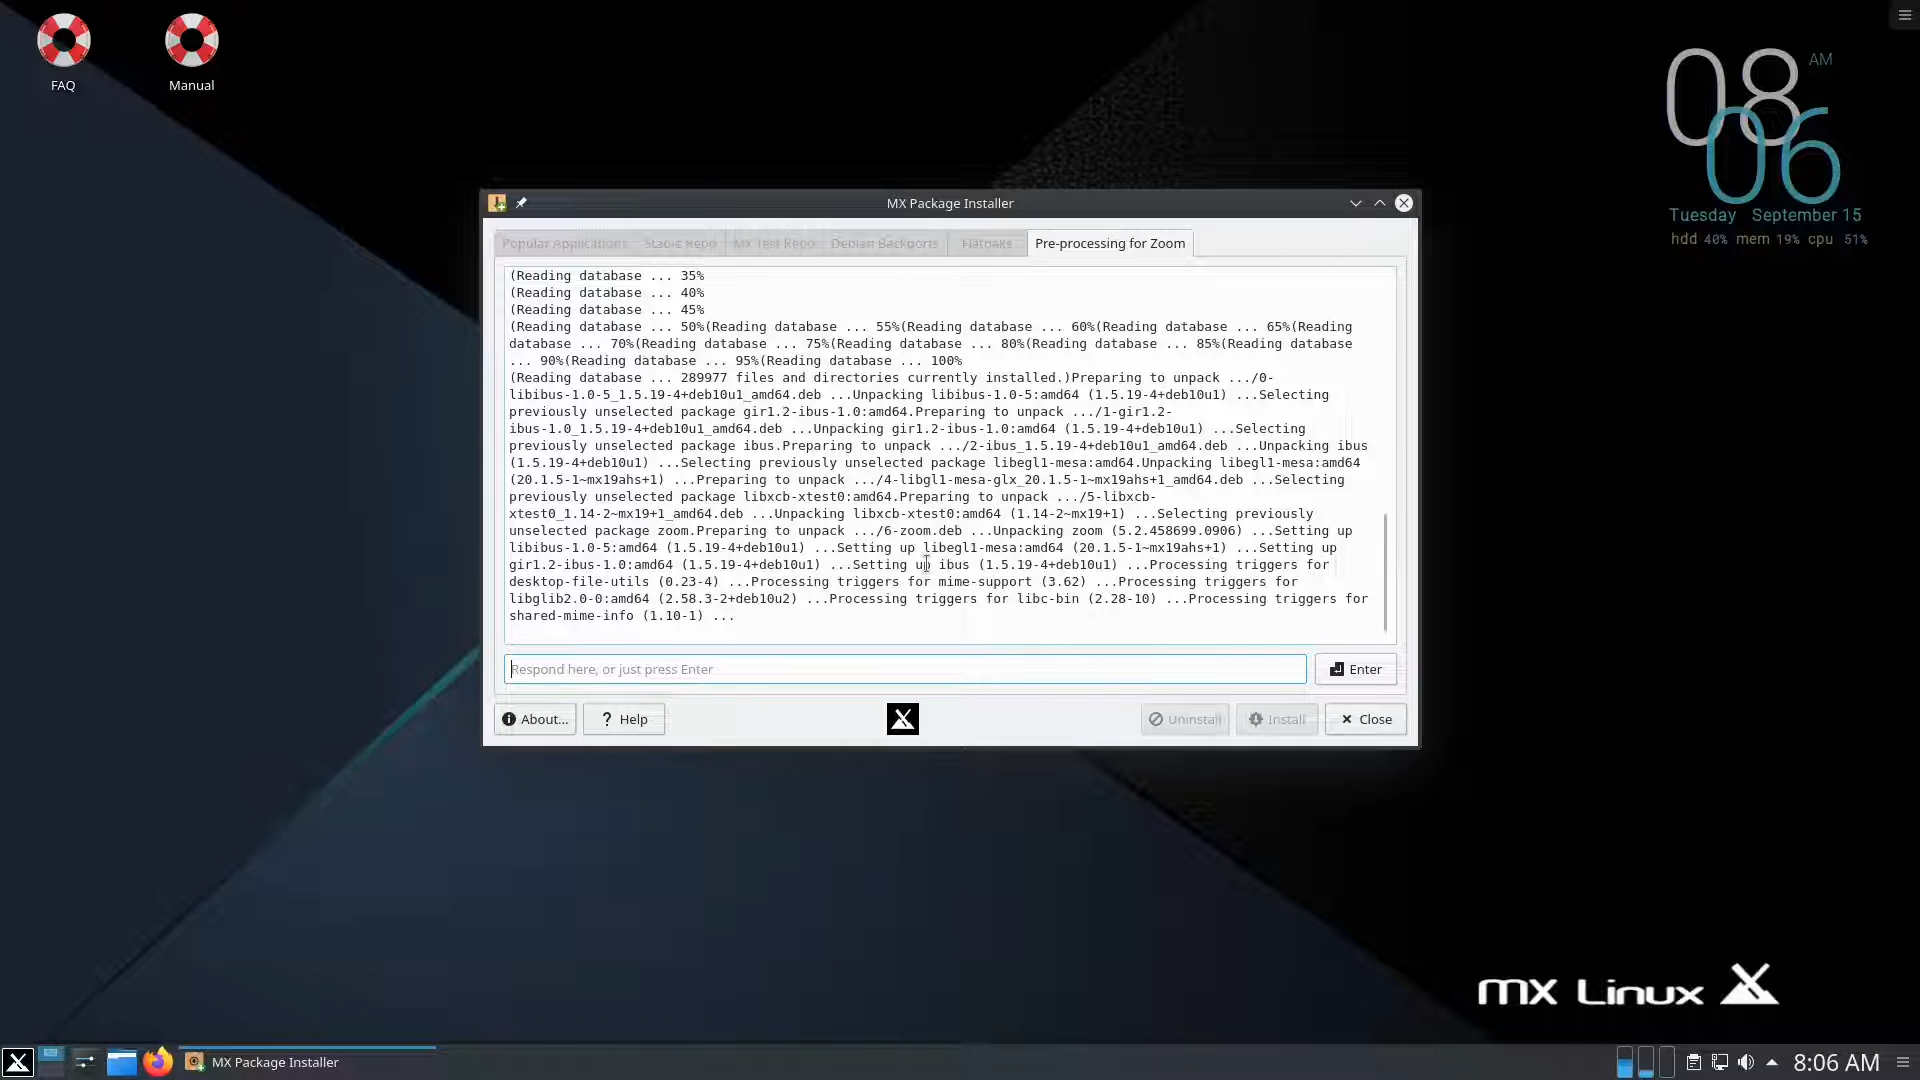 FAQ
Manual
08
AM
06
Tuesday September 15
hdd 40% mem 19% cpu 51%
MX Package Installer
Popular Applications Stable Repo MX Test Repo Debian Backports Flatpaks Pre-processing for Zoom
(Reading database ... 35%
(Reading database ... 40%
(Reading database ... 45%
(Reading database ... 50%(Reading database ... 55%(Reading database ... 60%(Reading database ... 65%(Reading
database ... 70%(Reading database ... 75%(Reading database ... 80%(Reading database ... 85%(Reading database
... 90%(Reading database ... 95%(Reading database ... 100%
(Reading database ... 289977 files and directories currently installed.)Preparing to unpack .../0-
libibus-1.0-5_1.5.19-4+deb10u1_amd64.deb ...Unpacking libibus-1.0-5:amd64 (1.5.19-4+deb10u1) ...Selecting
previously unselected package gir1.2-ibus-1.0:amd64.Preparing to unpack .../1-gir1.2-
ibus-1.0_1.5.19-4+deb10u1_amd64.deb ...Unpacking gir1.2-ibus-1.0:amd64 (1.5.19-4+deb10u1) ...Selecting
previously unselected package ibus.Preparing to unpack .../2-ibus_1.5.19-4+deb10u1_amd64.deb ...Unpacking ibus
(1.5.19-4+deb10u1) ...Selecting previously unselected package libegl1-mesa:amd64.Unpacking libegl1-mesa:amd64
(20.1.5-1~mx19ahs+1) ...Preparing to unpack .../4-libgl1-mesa-glx_20.1.5-1~mx19ahs+1_amd64.deb ...Selecting
previously unselected package libxcb-xtest0:amd64.Preparing to unpack .../5-libxcb-
xtest0_1.14-2~mx19+1_amd64.deb ...Unpacking libxcb-xtest0:amd64 (1.14-2~mx19+1) ...Selecting previously
unselected package zoom.Preparing to unpack .../6-zoom.deb ...Unpacking zoom (5.2.458699.0906) ...Setting up
libibus-1.0-5:amd64 (1.5.19-4+deb10u1) ...Setting up libegl1-mesa:amd64 (20.1.5-1~mx19ahs+1) ...Setting up
gir1.2-ibus-1.0:amd64 (1.5.19-4+deb10u1) ...Setting up ibus (1.5.19-4+deb10u1) ...Processing triggers for
desktop-file-utils (0.23-4) ...Processing triggers for mime-support (3.62) ...Processing triggers for
libglib2.0-0:amd64 (2.58.3-2+deb10u2) ...Processing triggers for libc-bin (2.28-10) ...Processing triggers for
shared-mime-info (1.10-1) ...
Respond here, or just press Enter
Enter
About... Help Uninstall Install Close
MX Linux
MX Package Installer
8:06 AM